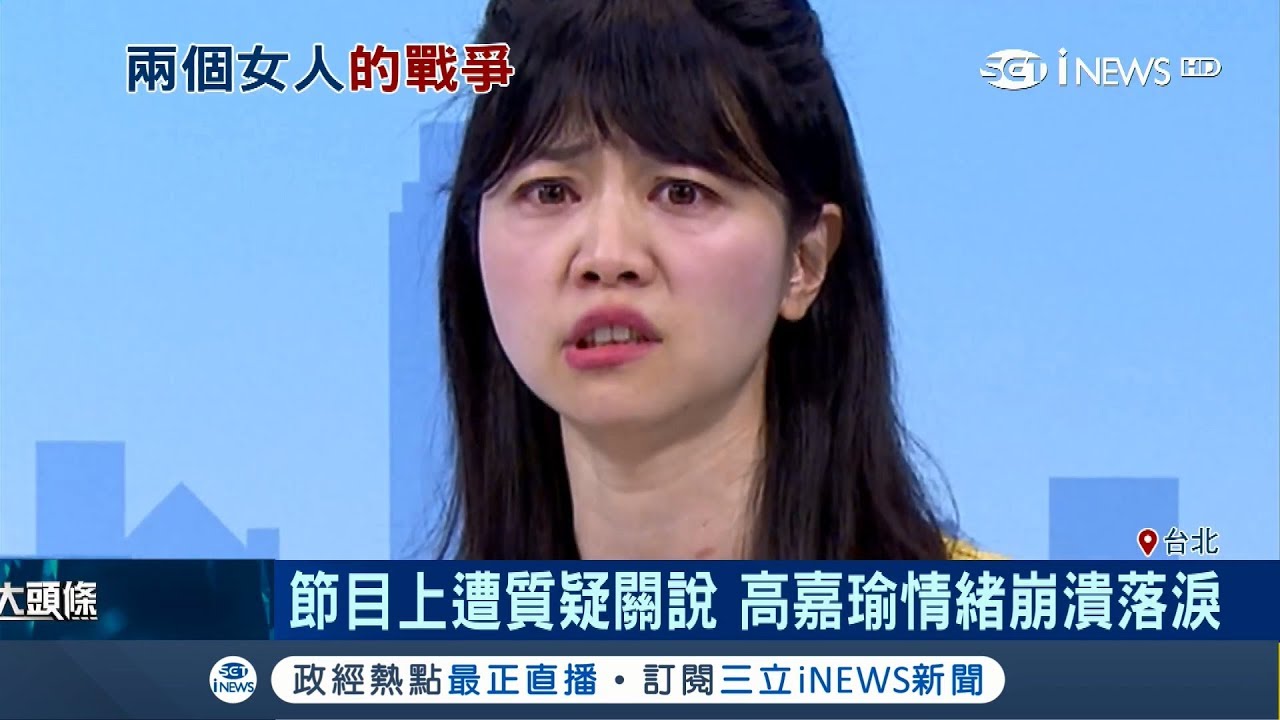 兩個女人的戰爭
SET iNEWS HD
台北
大頭條
節目上遭質疑關說 高嘉瑜情緒崩潰落淚
SET iNEWS
政經熱點最正直播・訂閱三立iNEWS新聞